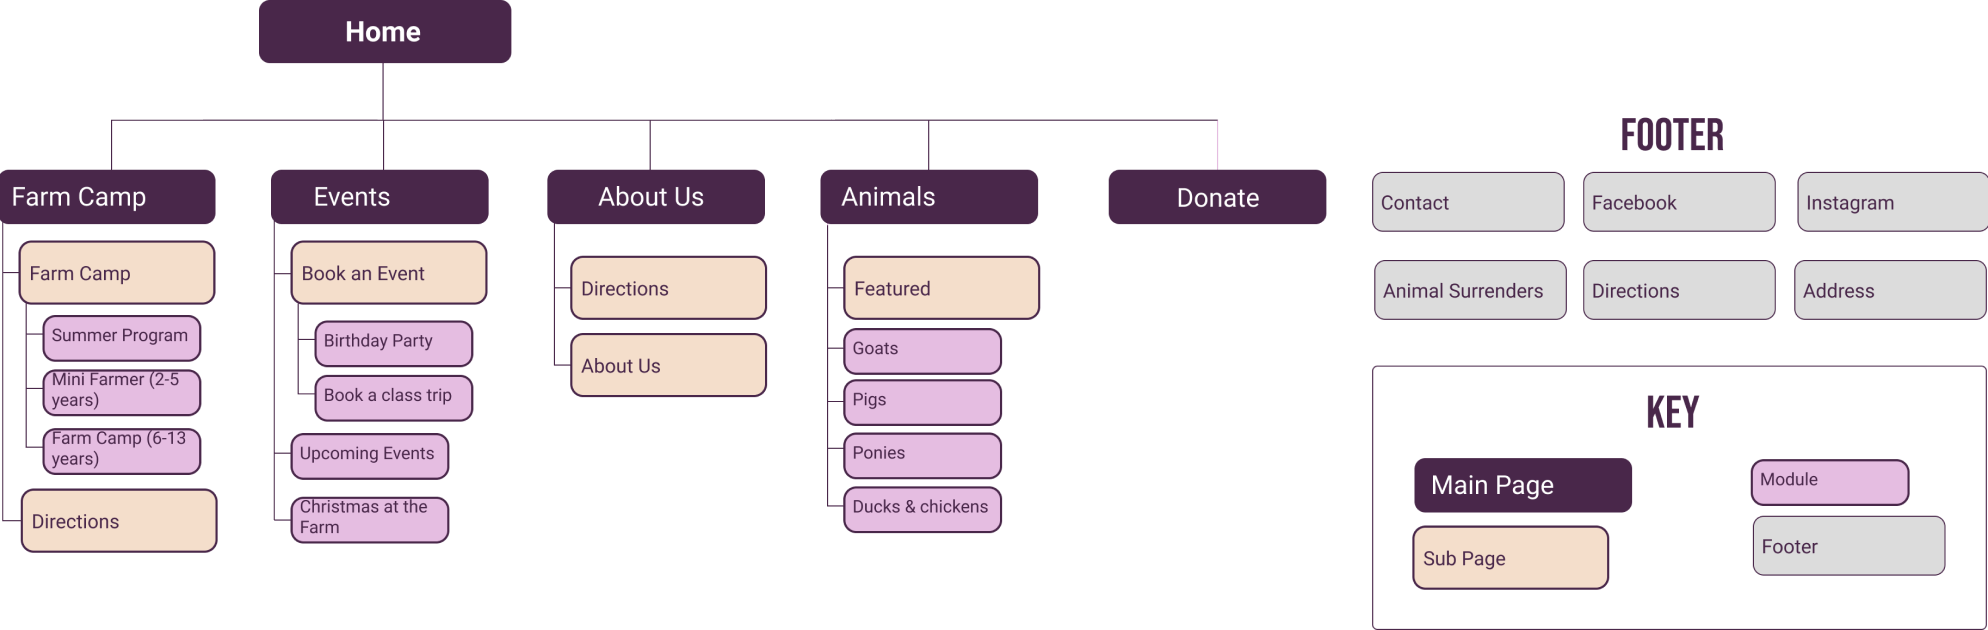 Home
Farm Camp
Farm Camp
Summer Program
Mini Farmer (2-5
years)
Farm Camp (6-13
years)
Directions
Events
Book an Event
Birthday Party
Book a class trip
Upcoming Events
Christmas at the
Farm
About Us
Directions
About Us
Animals
Featured
Goats
Pigs
Ponies
Ducks & chickens
Donate
FOOTER
Contact
Facebook
Instagram
Animal Surrenders
Directions
Address
KEY
Main Page
Module
Sub Page
Footer